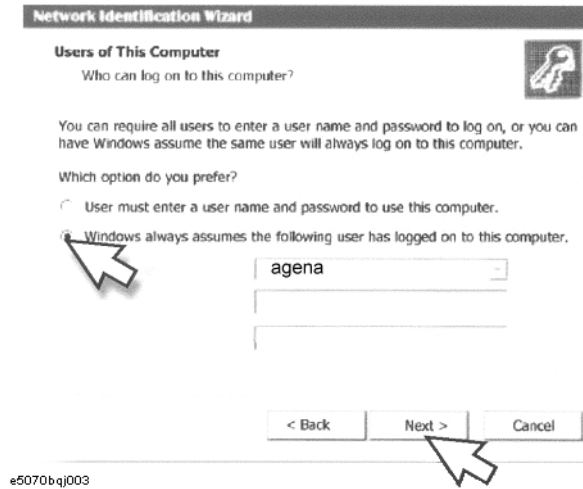 Network Identification Wizard
Users of This Computer
Who can log on to this computer?
You can require all users to enter a user name and password to log on, or you can
have Windows assume the same user will always log on to this computer.
Which option do you prefer?
User must enter a user name and password to use this computer.
Windows always assumes the following user has logged on to this computer.
agena
< Back Next > Cancel
e5070bqj003